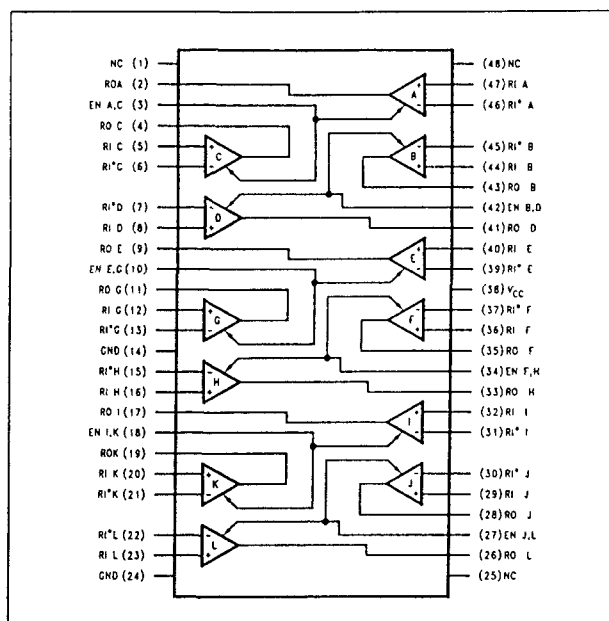 NC (1)
ROA (2)
EN A,C (3)
RO C (4)
RI C (5)
RI*C (6)
RI*D (7)
RI D (8)
RO E (9)
EN E,G (10)
RO G (11)
RI G (12)
RI*G (13)
GND (14)
RI*H (15)
RI H (16)
RO I (17)
EN I,K (18)
ROK (19)
RI K (20)
RI*K (21)
RI*L (22)
RI L (23)
GND (24)
A
+
-
C
+
-
B
-
+
D
-
+
E
+
-
G
+
-
F
-
+
H
-
+
I
+
-
K
+
-
J
-
+
L
-
+
(48) NC
(47) RI A
(46) RI* A
(45) RI* B
(44) RI B
(43) RO B
(42) EN B,D
(41) RO D
(40) RI E
(39) RI* E
(38) VCC
(37) RI* F
(36) RI F
(35) RO F
(34) EN F,H
(33) RO H
(32) RI I
(31) RI* I
(30) RI* J
(29) RI J
(28) RO J
(27) EN J,L
(26) RO L
(25) NC